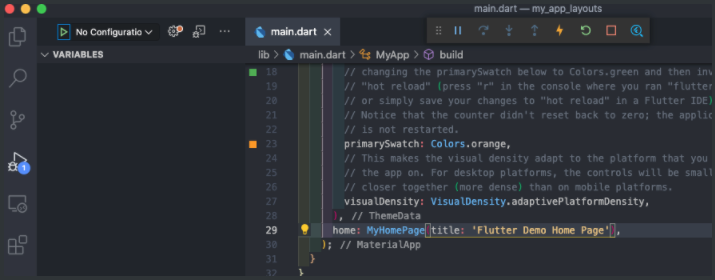 main.dart — my_app_layouts
No Configuratio
main.dart
VARIABLES
lib > main.dart > MyApp > build
18 // changing the primarySwatch below to Colors.green and then inv
19 // "hot reload" (press "r" in the console where you ran "flutter
20 // or simply save your changes to "hot reload" in a Flutter IDE)
21 // Notice that the counter didn't reset back to zero; the applic
22 // is not restarted.
23 primarySwatch: Colors.orange,
24 // This makes the visual density adapt to the platform that you
25 // the app on. For desktop platforms, the controls will be small
26 // closer together (more dense) than on mobile platforms.
27 visualDensity: VisualDensity.adaptivePlatformDensity,
28 ), // ThemeData
29 home: MyHomePage(title: 'Flutter Demo Home Page'),
30 ); // MaterialApp
31 }
32 }
1